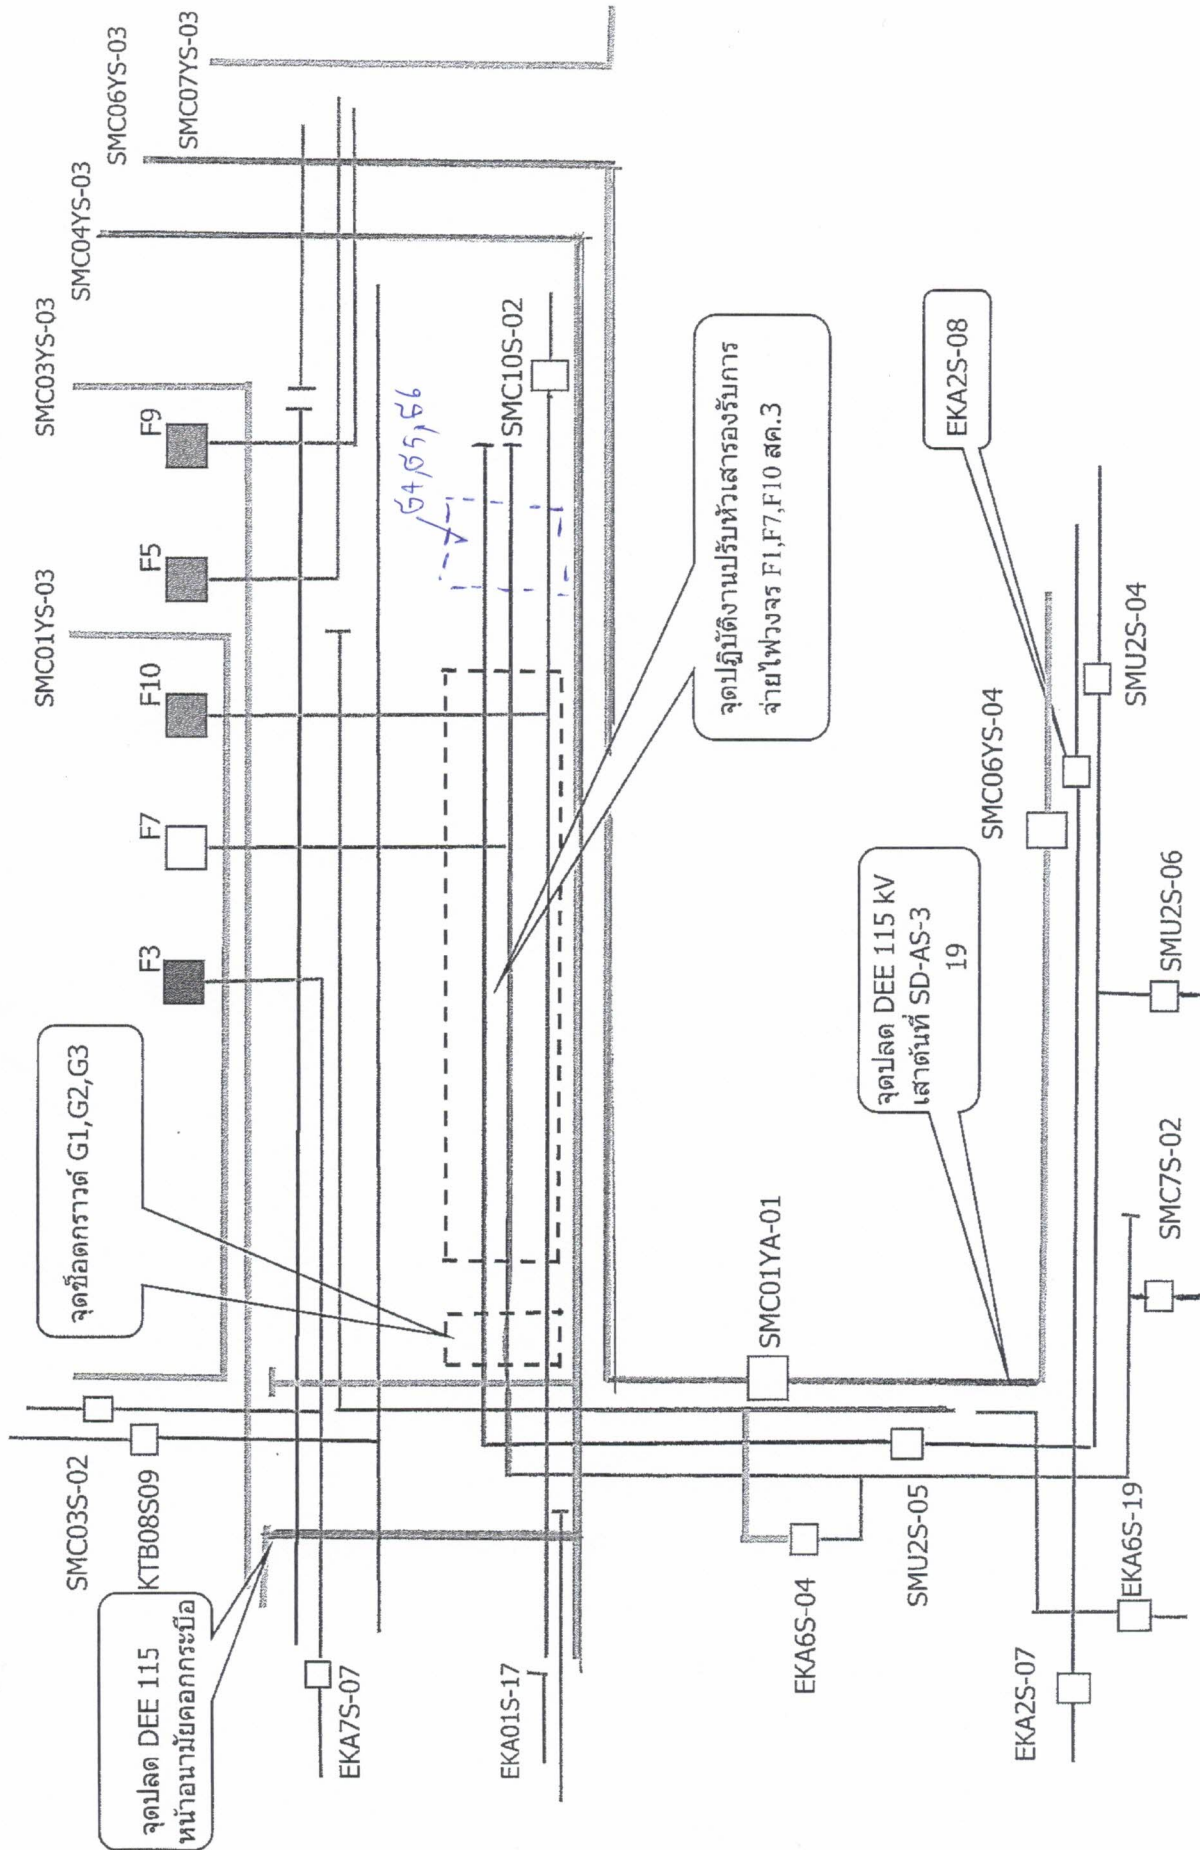 SMC01YS-03
SMC03YS-03
SMC04YS-03
SMC06YS-03
SMC07YS-03
จุดช็อตกราวด์ G1,G2,G3
F3
F7
F10
F5
F9
SMC03S-02
KTB08S09
จุดปลด DEE 115
หน้าอนามัยคอกกระบือ
EKA7S-07
EKA01S-17
G4,G5,G6
SMC10S-02
จุดปฏิบัติงานปรับหัวเสารองรับการ
จ่ายไฟวงจร F1,F7,F10 สค.3
SMC01YA-01
EKA6S-04
SMU2S-05
จุดปลด DEE 115 kV
เสาต้นที่ SD-AS-3
19
SMC06YS-04
EKA2S-08
EKA2S-07
EKA6S-19
SMC7S-02
SMU2S-06
SMU2S-04